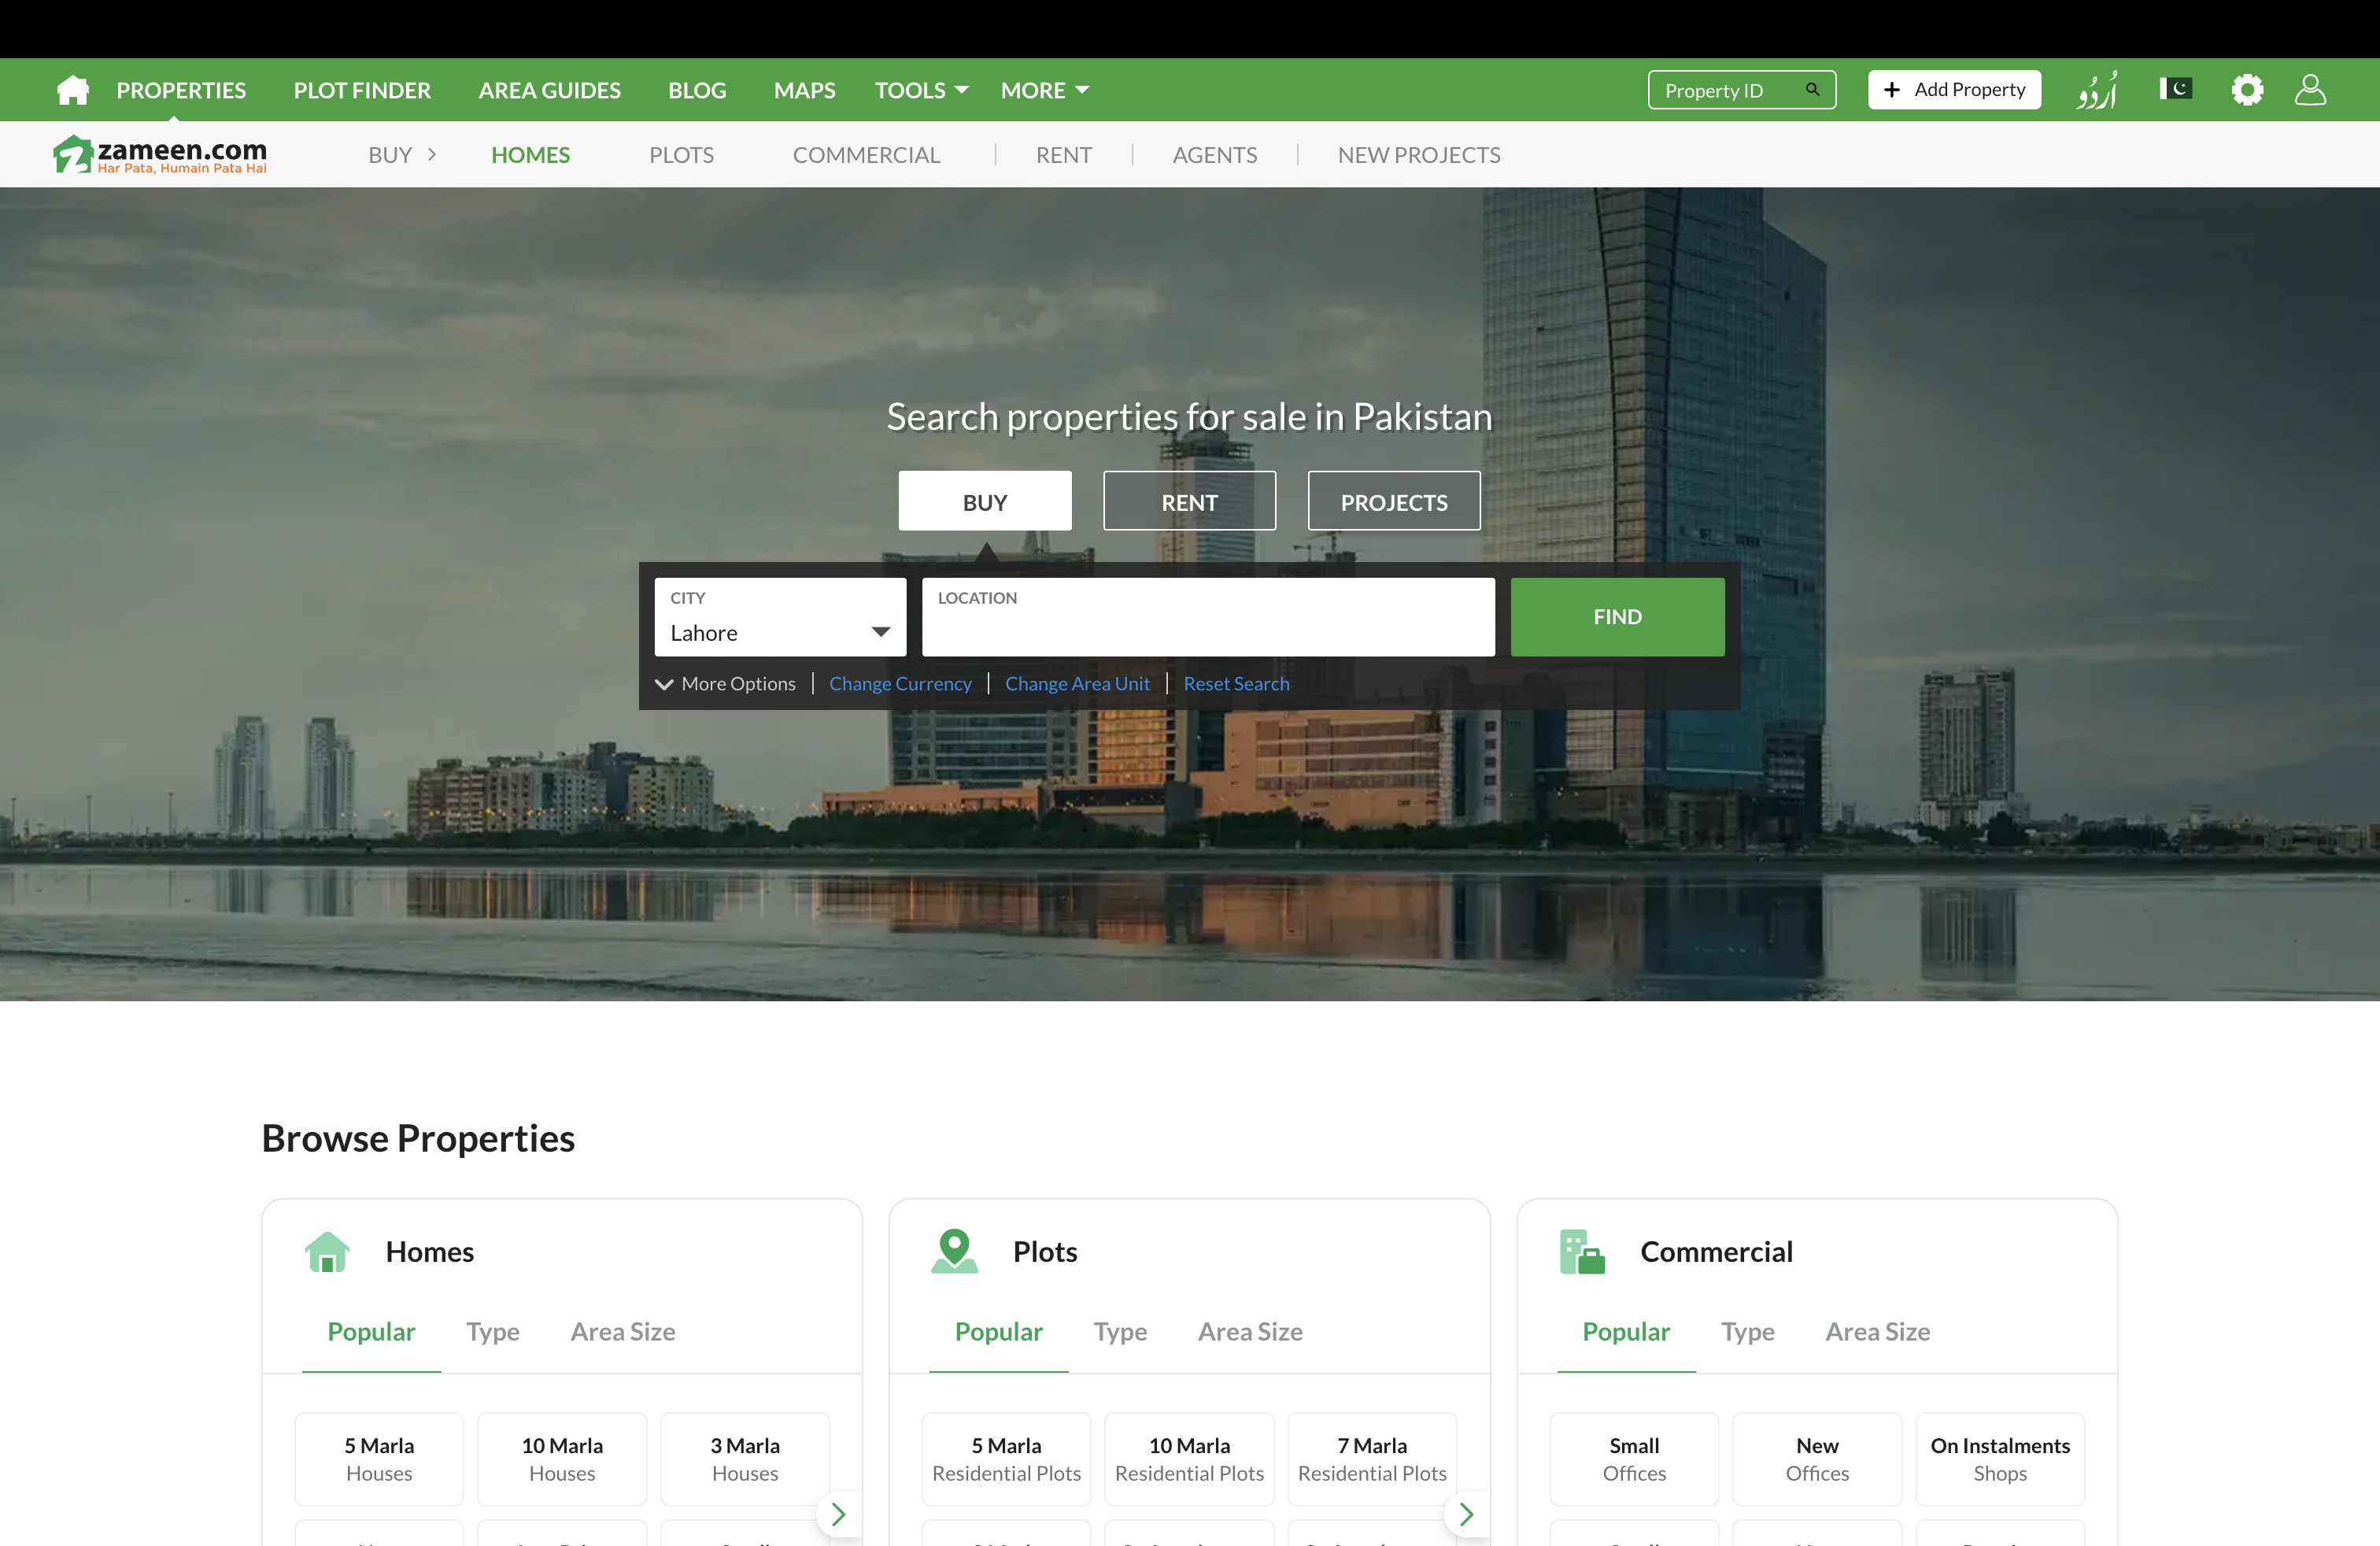 PROPERTIES PLOT FINDER AREA GUIDES BLOG MAPS TOOLS MORE Property ID + Add Property اُردُو
zameen.com
Har Pata, Humain Pata Hai
BUY > HOMES PLOTS COMMERCIAL | RENT | AGENTS | NEW PROJECTS
Search properties for sale in Pakistan
BUY RENT PROJECTS
CITY LOCATION
Lahore FIND
More Options | Change Currency | Change Area Unit | Reset Search
Browse Properties
Homes
Popular Type Area Size
5 Marla 10 Marla 3 Marla
Houses Houses Houses
Plots
Popular Type Area Size
5 Marla 10 Marla 7 Marla
Residential Plots Residential Plots Residential Plots
Commercial
Popular Type Area Size
Small New On Instalments
Offices Offices Shops